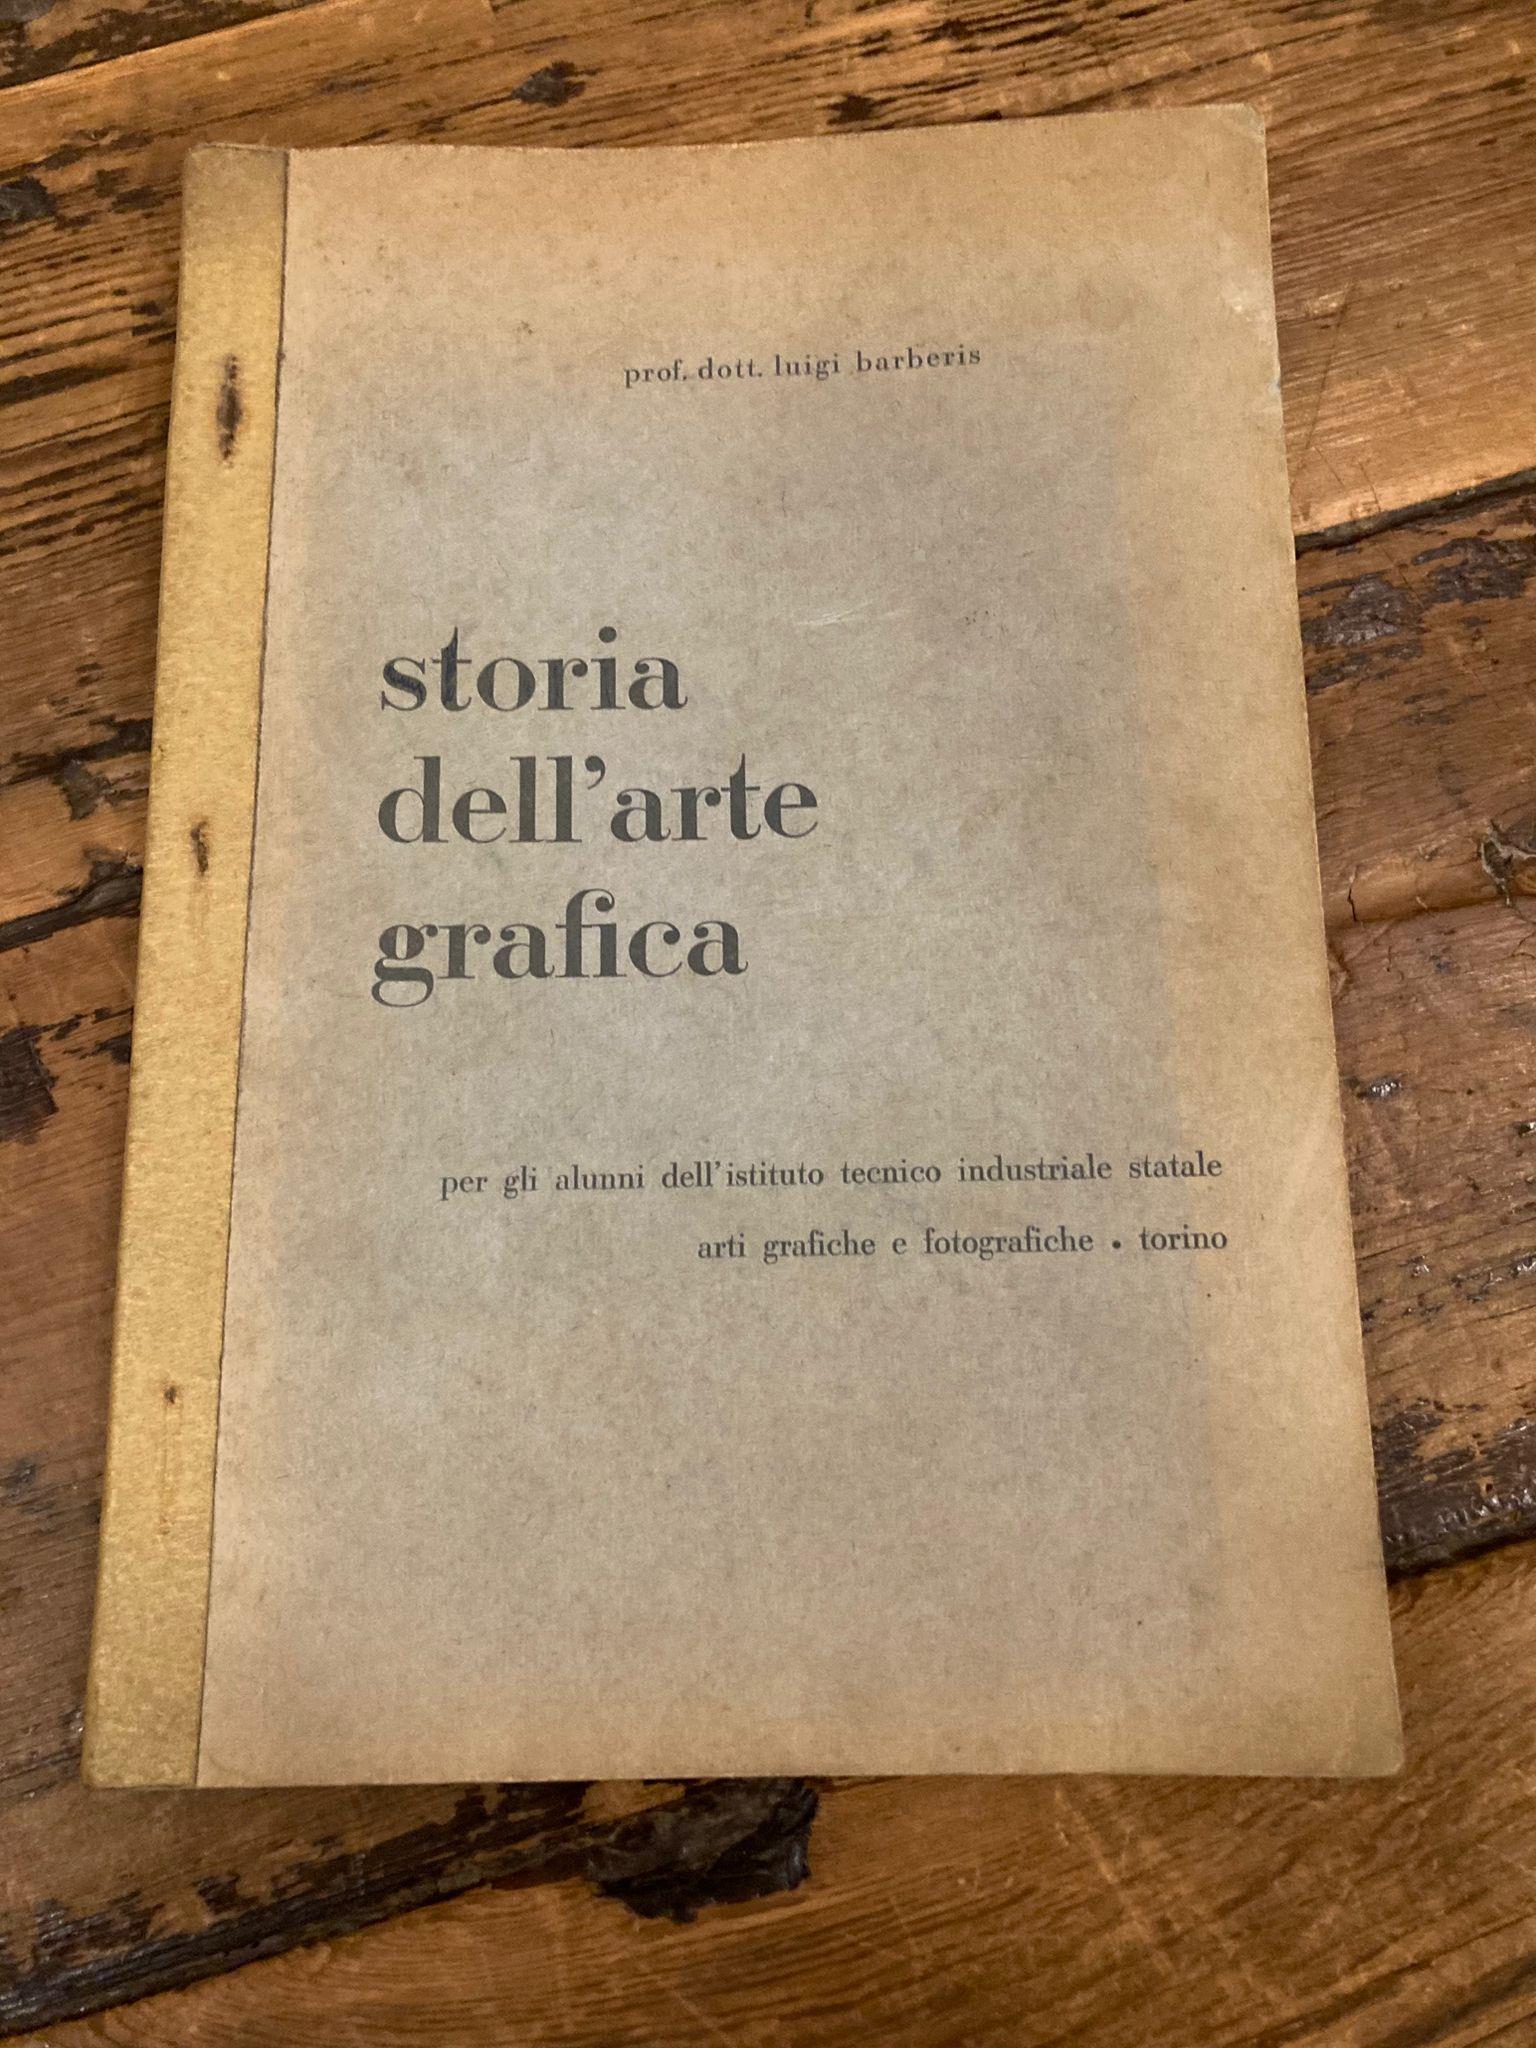 prof. dott. luigi barberis
storia
dell’arte
grafica
per gli alunni dell’istituto tecnico industriale statale
arti grafiche e fotografiche • torino